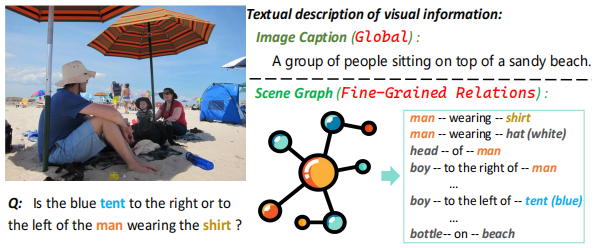 Textual description of visual information:
Image Caption (Global) :
A group of people sitting on top of a sandy beach.
Scene Graph (Fine-Grained Relations) :
man -- wearing -- shirt
man -- wearing -- hat (white)
head -- of -- man
boy -- to the right of -- man
...
boy -- to the left of -- tent (blue)
...
bottle-- on -- beach
Q: Is the blue tent to the right or to
the left of the man wearing the shirt ?